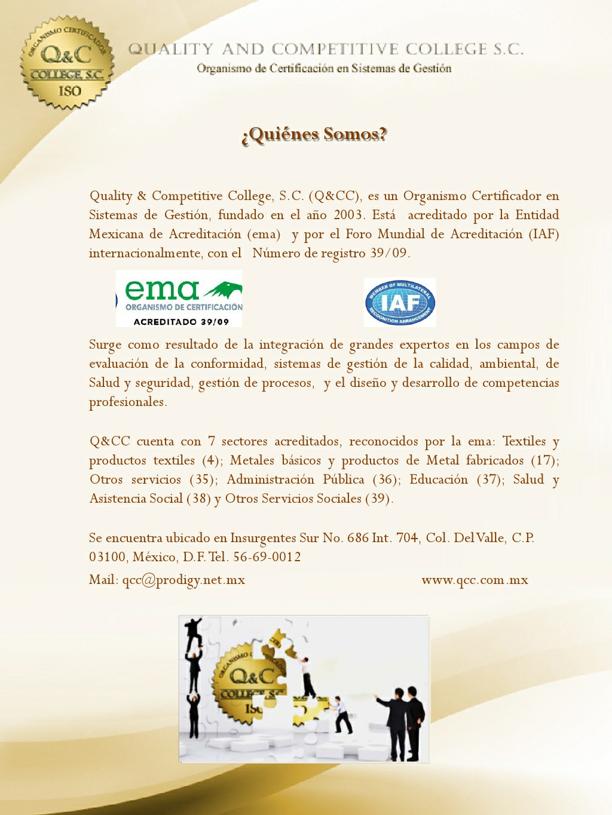 ORGANISMO CERTIFICADOR
Q&C
COLLEGE, S.C.
ISO
QUALITY AND COMPETITIVE COLLEGE S.C.
Organismo de Certificación en Sistemas de Gestión
¿Quiénes Somos?
Quality & Competitive College, S.C. (Q&CC), es un Organismo Certificador en
Sistemas de Gestión, fundado en el año 2003. Está acreditado por la Entidad
Mexicana de Acreditación (ema) y por el Foro Mundial de Acreditación (IAF)
internacionalmente, con el Número de registro 39/09.
ema
ORGANISMO DE CERTIFICACIÓN
ACREDITADO 39/09
MEMBER OF MULTILATERAL
IAF
RECOGNITION ARRANGEMENT
Surge como resultado de la integración de grandes expertos en los campos de
evaluación de la conformidad, sistemas de gestión de la calidad, ambiental, de
Salud y seguridad, gestión de procesos, y el diseño y desarrollo de competencias
profesionales.
Q&CC cuenta con 7 sectores acreditados, reconocidos por la ema: Textiles y
productos textiles (4); Metales básicos y productos de Metal fabricados (17);
Otros servicios (35); Administración Pública (36); Educación (37); Salud y
Asistencia Social (38) y Otros Servicios Sociales (39).
Se encuentra ubicado en Insurgentes Sur No. 686 Int. 704, Col. Del Valle, C.P.
03100, México, D.F. Tel. 56-69-0012
Mail: qcc@prodigy.net.mx www.qcc.com.mx
Q&C
COLLEGE, S.C.